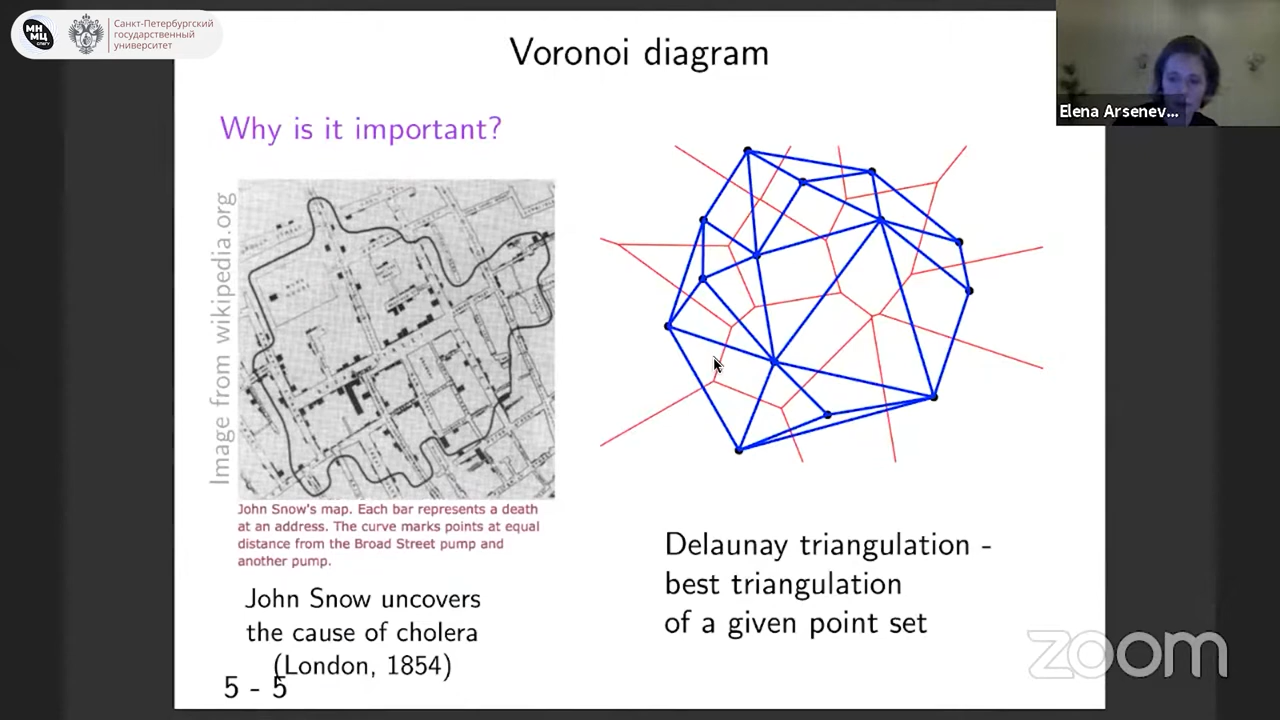 МН
МЦ
СПбГУ
Санкт-Петербургский
государственный
университет
Voronoi diagram
Elena Arsenev...
Why is it important?
Image from wikipedia.org
John Snow's map. Each bar represents a death
at an address. The curve marks points at equal
distance from the Broad Street pump and
another pump.
John Snow uncovers
the cause of cholera
(London, 1854)
5 - 5
Delaunay triangulation -
best triangulation
of a given point set
zoom